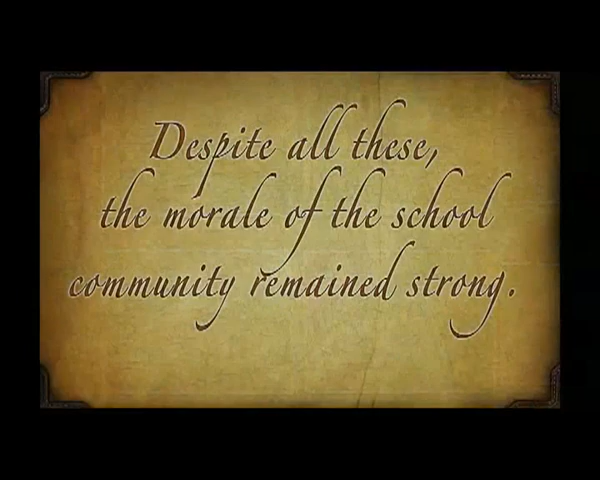 Despite all these,
the morale of the school
community remained strong.